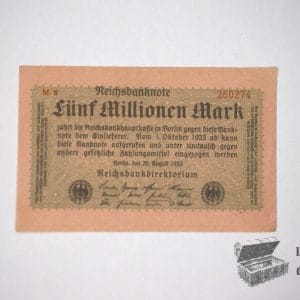 M·6
Reichsbanknote
260274
Fünf Millionen Mark
zahlt die Reichsbankhauptkasse in Berlin gegen diese Bank-
note dem Einlieferer. Vom 1. Oktober 1923 ab kann
diese Banknote aufgerufen und unter Umtausch gegen
andere gesetzliche Zahlungsmittel eingezogen werden
Berlin, den 20. August 1923
Reichsbankdirektorium